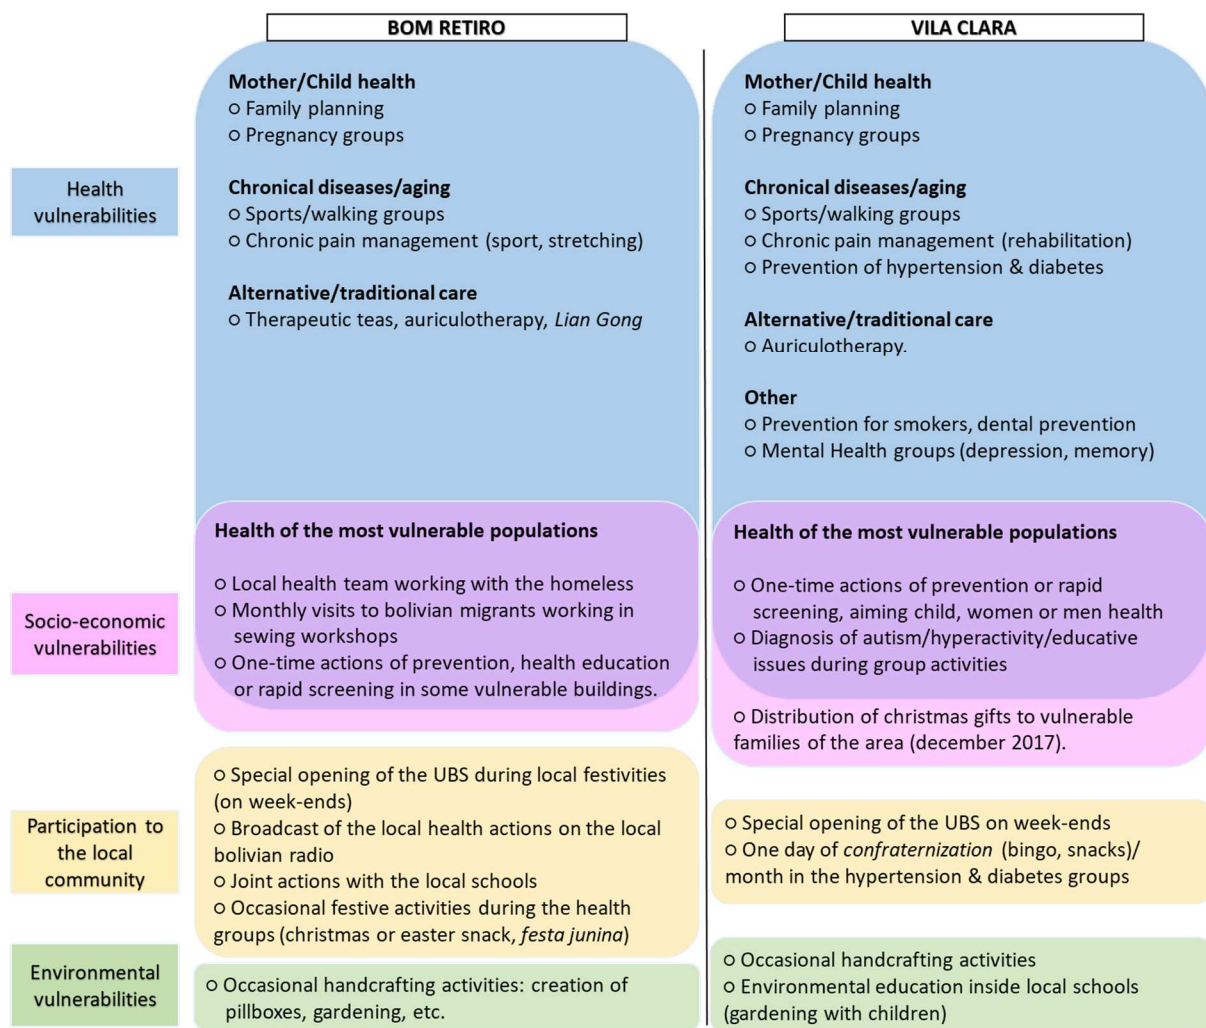 BOM RETIRO
Mother/Child health
○ Family planning
○ Pregnancy groups
Chronical diseases/aging
○ Sports/walking groups
○ Chronic pain management (sport, stretching)
Alternative/traditional care
○ Therapeutic teas, auriculotherapy, Lian Gong
VILA CLARA
Mother/Child health
○ Family planning
○ Pregnancy groups
Chronical diseases/aging
○ Sports/walking groups
○ Chronic pain management (rehabilitation)
○ Prevention of hypertension & diabetes
Alternative/traditional care
○ Auriculotherapy.
Other
○ Prevention for smokers, dental prevention
○ Mental Health groups (depression, memory)
Health
vulnerabilities
Socio-economic
vulnerabilities
Health of the most vulnerable populations
○ Local health team working with the homeless
○ Monthly visits to bolivian migrants working in
sewing workshops
○ One-time actions of prevention, health education
or rapid screening in some vulnerable buildings.
Health of the most vulnerable populations
○ One-time actions of prevention or rapid
screening, aiming child, women or men health
○ Diagnosis of autism/hyperactivity/educative
issues during group activities
○ Distribution of christmas gifts to vulnerable
families of the area (december 2017).
Participation to
the local
community
○ Special opening of the UBS during local festivities
(on week-ends)
○ Broadcast of the local health actions on the local
bolivian radio
○ Joint actions with the local schools
○ Occasional festive activities during the health
groups (christmas or easter snack, festa junina)
○ Special opening of the UBS on week-ends
○ One day of confraternization (bingo, snacks)/
month in the hypertension & diabetes groups
Environmental
vulnerabilities
○ Occasional handcrafting activities: creation of
pillboxes, gardening, etc.
○ Occasional handcrafting activities
○ Environmental education inside local schools
(gardening with children)